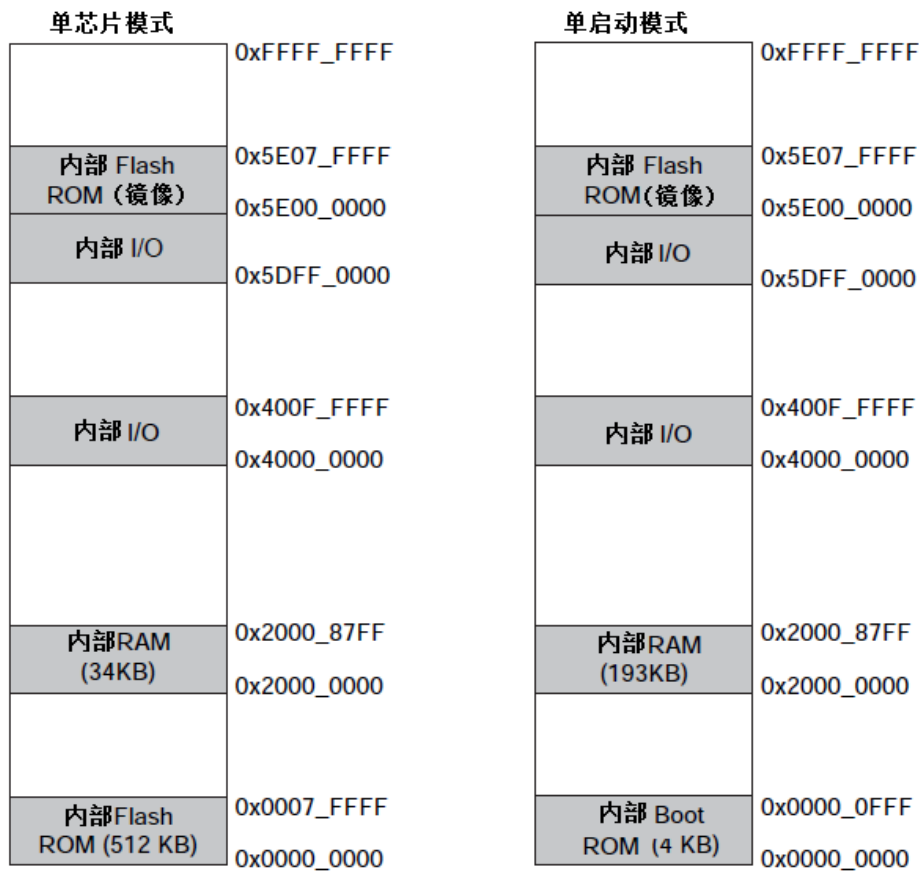 单芯片模式
0xFFFF_FFFF
内部 Flash
ROM（镜像）
0x5E07_FFFF
0x5E00_0000
内部 I/O
0x5DFF_0000
内部 I/O
0x400F_FFFF
0x4000_0000
内部RAM
(34KB)
0x2000_87FF
0x2000_0000
内部Flash
ROM (512 KB)
0x0007_FFFF
0x0000_0000
单启动模式
0xFFFF_FFFF
内部 Flash
ROM(镜像)
0x5E07_FFFF
0x5E00_0000
内部 I/O
0x5DFF_0000
内部 I/O
0x400F_FFFF
0x4000_0000
内部RAM
(193KB)
0x2000_87FF
0x2000_0000
内部 Boot
ROM (4 KB)
0x0000_0FFF
0x0000_0000